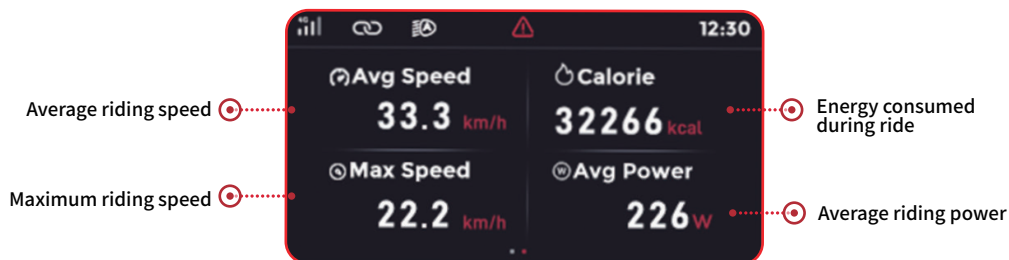 4G
12:30
Avg Speed
33.3 km/h
Calorie
32266 kcal
Max Speed
22.2 km/h
W Avg Power
226 W
Average riding speed
Maximum riding speed
Energy consumed
during ride
Average riding power